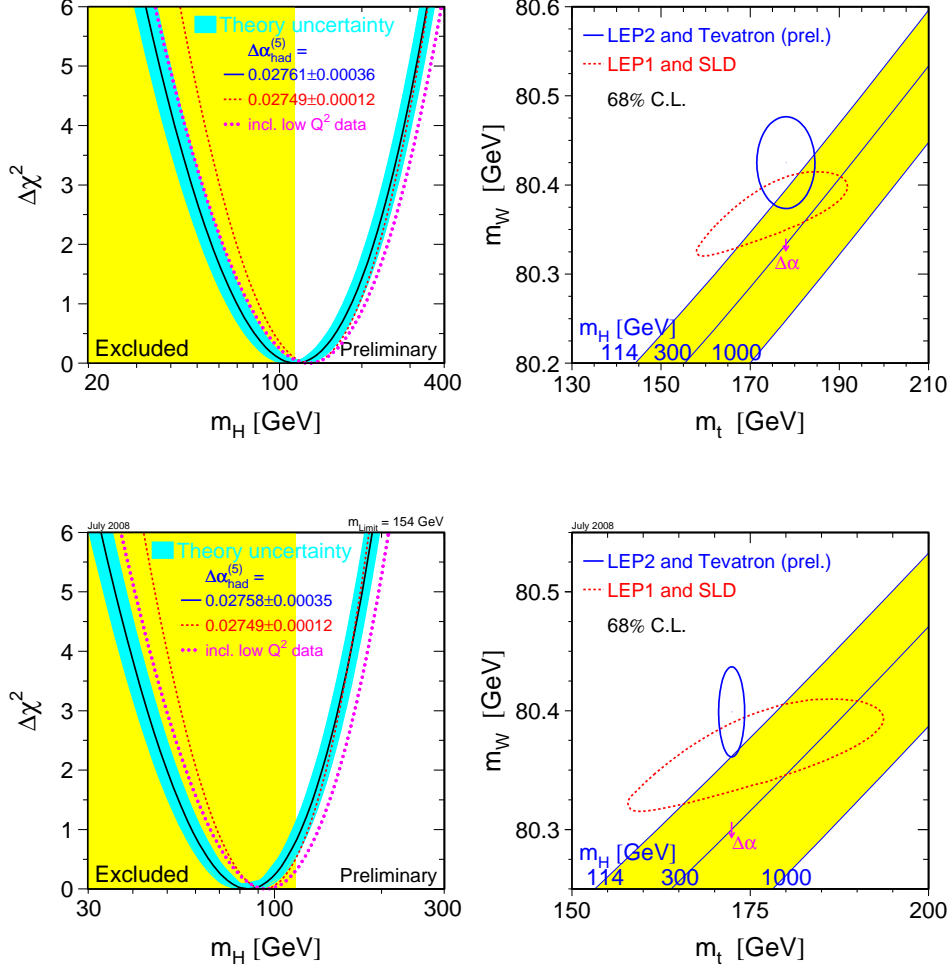 6
5
4
3
2
1
0
Δχ²
Theory uncertainty
Δα(5)had =
0.02761±0.00036
0.02749±0.00012
incl. low Q² data
Excluded
Preliminary
20
100
400
mH [GeV]
80.6
80.5
80.4
80.3
80.2
mW [GeV]
LEP2 and Tevatron (prel.)
LEP1 and SLD
68% C.L.
Δα
mH [GeV]
114
300
1000
130
150
170
190
210
mt [GeV]
July 2008
mLimit = 154 GeV
6
5
4
3
2
1
0
Δχ²
Theory uncertainty
Δα(5)had =
0.02758±0.00035
0.02749±0.00012
incl. low Q² data
Excluded
Preliminary
30
100
300
mH [GeV]
July 2008
80.5
80.4
80.3
mW [GeV]
LEP2 and Tevatron (prel.)
LEP1 and SLD
68% C.L.
Δα
mH [GeV]
114
300
1000
150
175
200
mt [GeV]